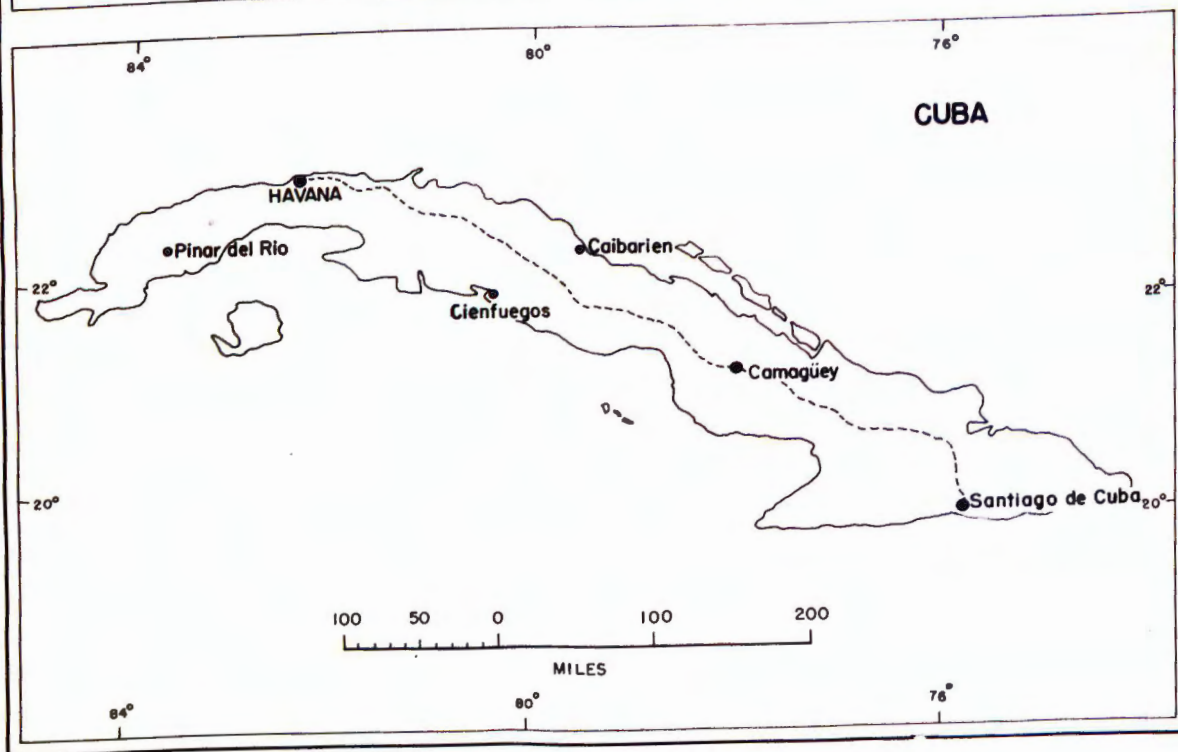 84°
80°
76°
CUBA
HAVANA
Pinar del Rio
Caibarien
22°
22°
Cienfuegos
Camagüey
20°
Santiago de Cuba
20°
100 50 0 100 200
MILES
84°
80°
76°